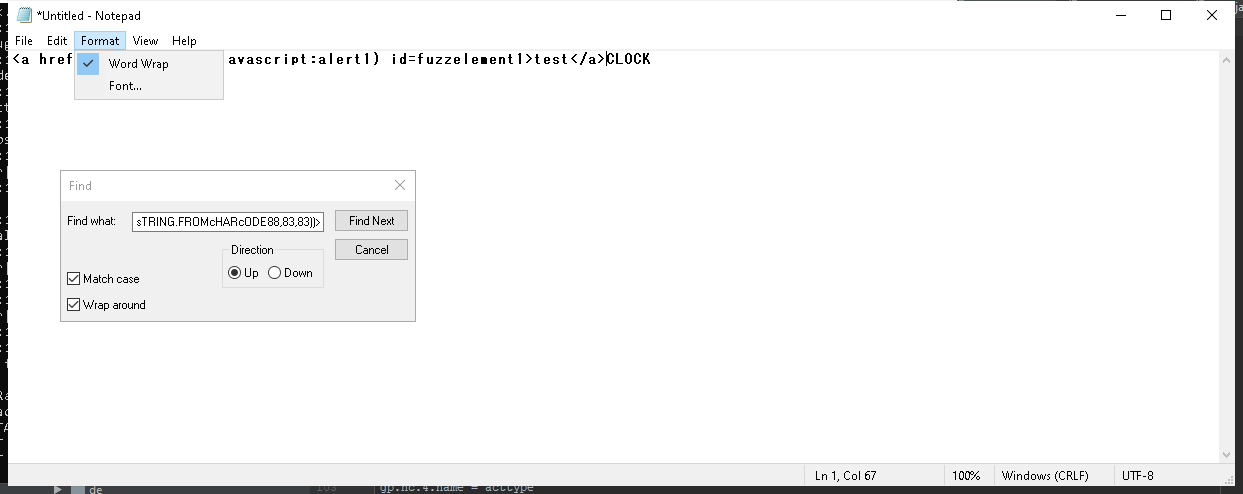 *Untitled - Notepad
File Edit Format View Help
<a href avascript:alert1) id=fuzzelement1>test</a>CLOCK
Word Wrap
Font...
Find
Find what: sTRING.FROMcHARcODE88,83,83))> Find Next
Direction Cancel
Up Down
Match case
Wrap around
Ln 1, Col 67 100% Windows (CRLF) UTF-8
de 103 gp.nc.4.name = acttype